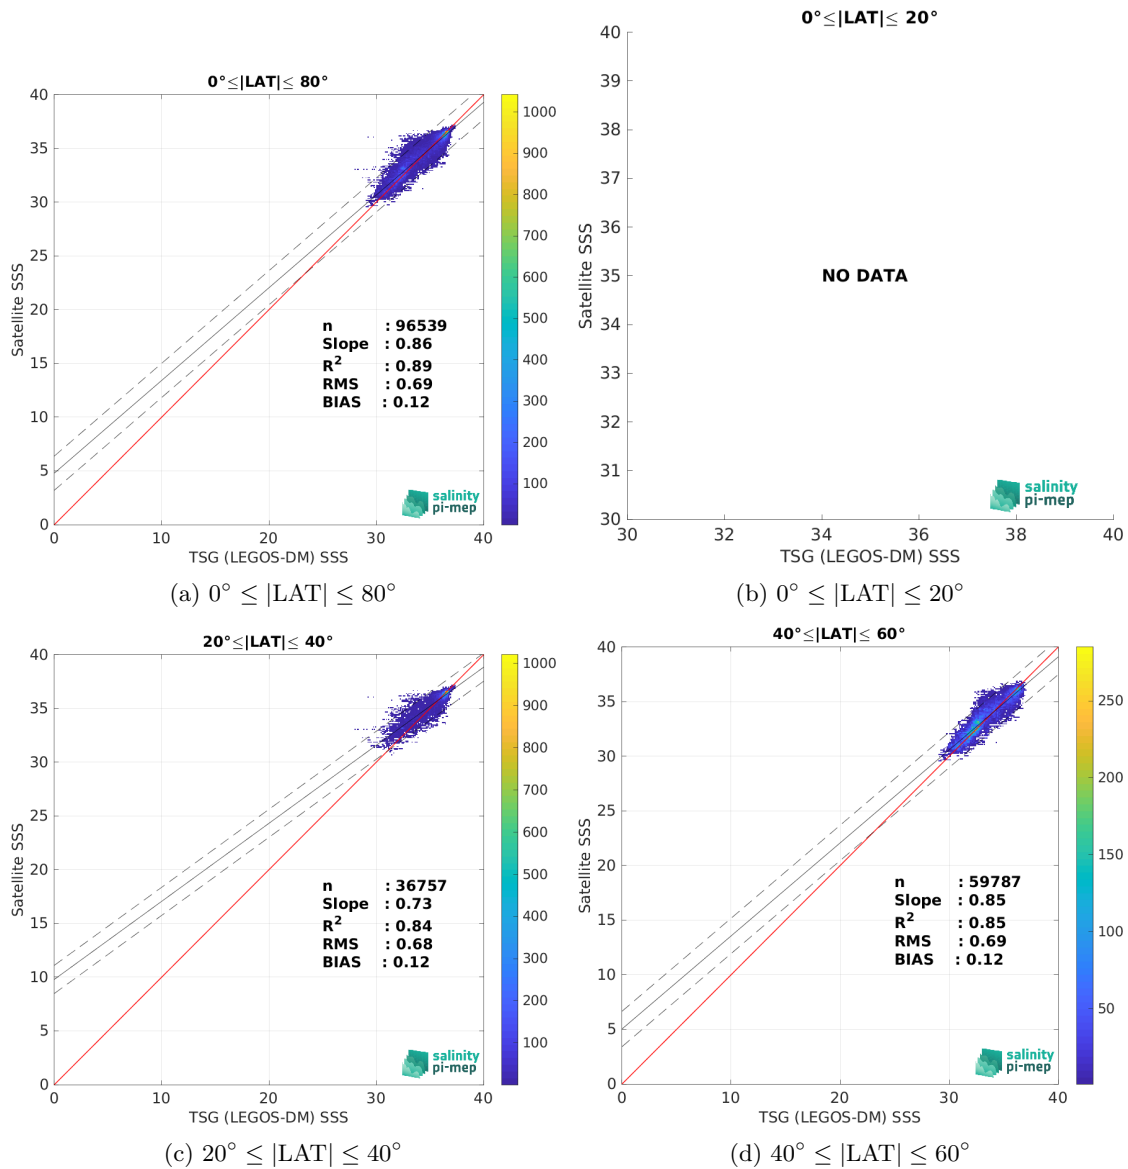 0°≤|LAT|≤ 80°
40
35
30
25
20
15
10
5
0
Satellite SSS
0
10
20
30
40
TSG (LEGOS-DM) SSS
n : 96539
Slope : 0.86
R2 : 0.89
RMS : 0.69
BIAS : 0.12
salinity
pi-mep
1000
900
800
700
600
500
400
300
200
100
(a) 0° ≤ |LAT| ≤ 80°
0°≤|LAT|≤ 20°
40
39
38
37
36
35
34
33
32
31
30
Satellite SSS
NO DATA
salinity
pi-mep
30
32
34
36
38
40
TSG (LEGOS-DM) SSS
(b) 0° ≤ |LAT| ≤ 20°
20°≤|LAT|≤ 40°
40
35
30
25
20
15
10
5
0
Satellite SSS
0
10
20
30
40
TSG (LEGOS-DM) SSS
n : 36757
Slope : 0.73
R2 : 0.84
RMS : 0.68
BIAS : 0.12
salinity
pi-mep
1000
900
800
700
600
500
400
300
200
100
(c) 20° ≤ |LAT| ≤ 40°
40°≤|LAT|≤ 60°
40
35
30
25
20
15
10
5
0
Satellite SSS
0
10
20
30
40
TSG (LEGOS-DM) SSS
n : 59787
Slope : 0.85
R2 : 0.85
RMS : 0.69
BIAS : 0.12
salinity
pi-mep
250
200
150
100
50
(d) 40° ≤ |LAT| ≤ 60°